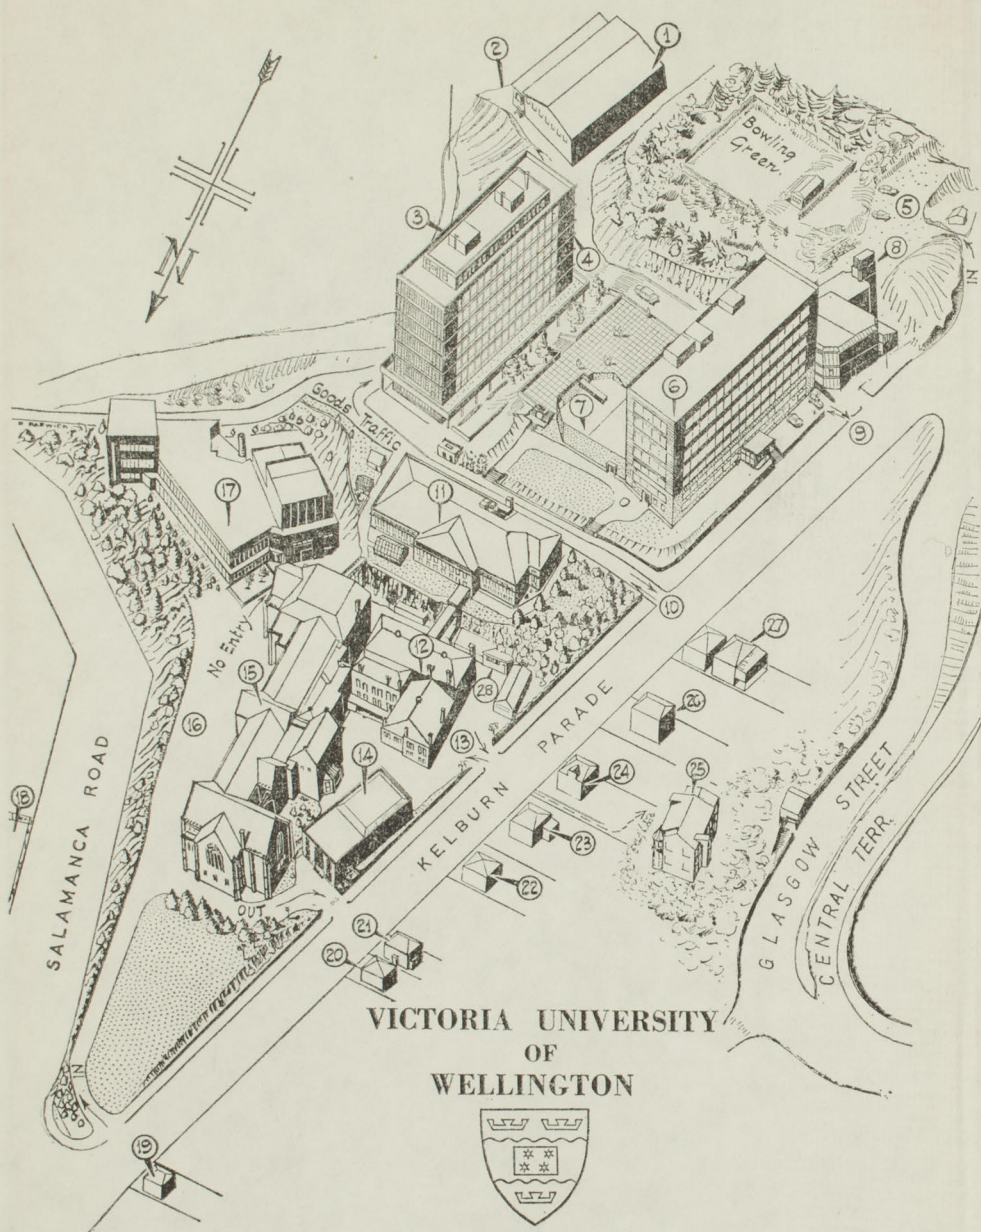 1
2
Bowling
Green.
3
5
4
8
IN
N
6
Goods Traffic
7
9
17
11
10
No Entry
12
27
15
28
26
16
13
PARADE
14
24
25
18
SALAMANCA ROAD
KELBURN
23
GLASGOW STREET
CENTRAL TERR.
22
OUT
21
20
VICTORIA UNIVERSITY
OF
WELLINGTON
IN
19